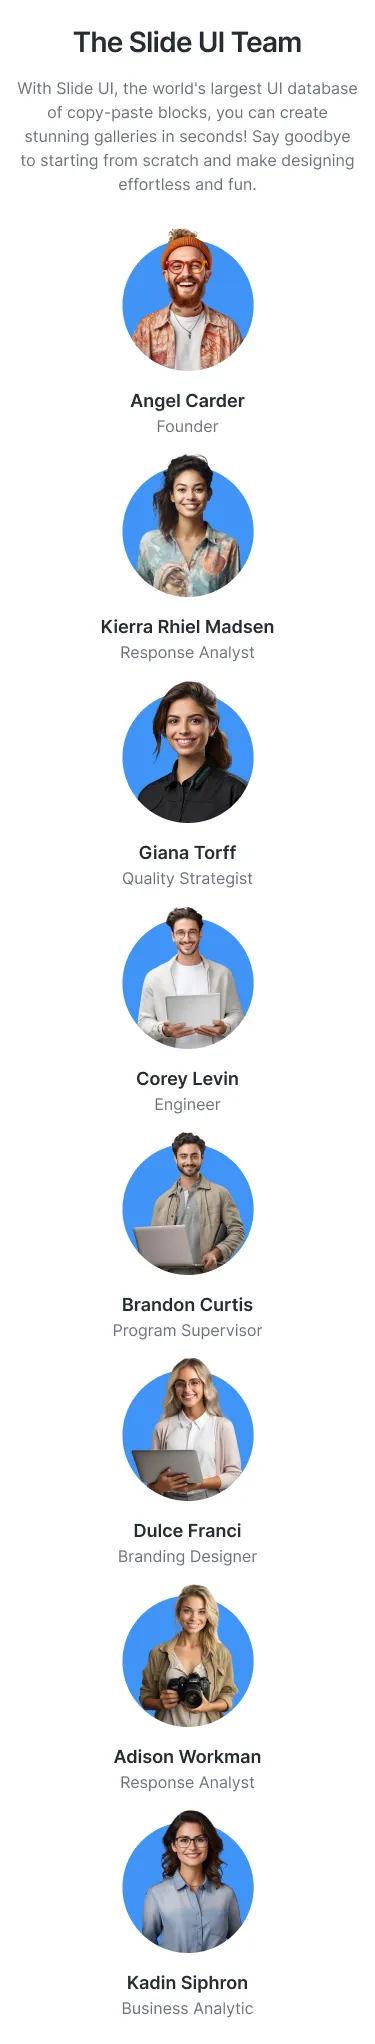 The Slide UI Team
With Slide UI, the world's largest UI database
of copy-paste blocks, you can create
stunning galleries in seconds! Say goodbye
to starting from scratch and make designing
effortless and fun.
Angel Carder
Founder
Kierra Rhiel Madsen
Response Analyst
Giana Torff
Quality Strategist
Corey Levin
Engineer
Brandon Curtis
Program Supervisor
Dulce Franci
Branding Designer
Adison Workman
Response Analyst
Kadin Siphron
Business Analytic